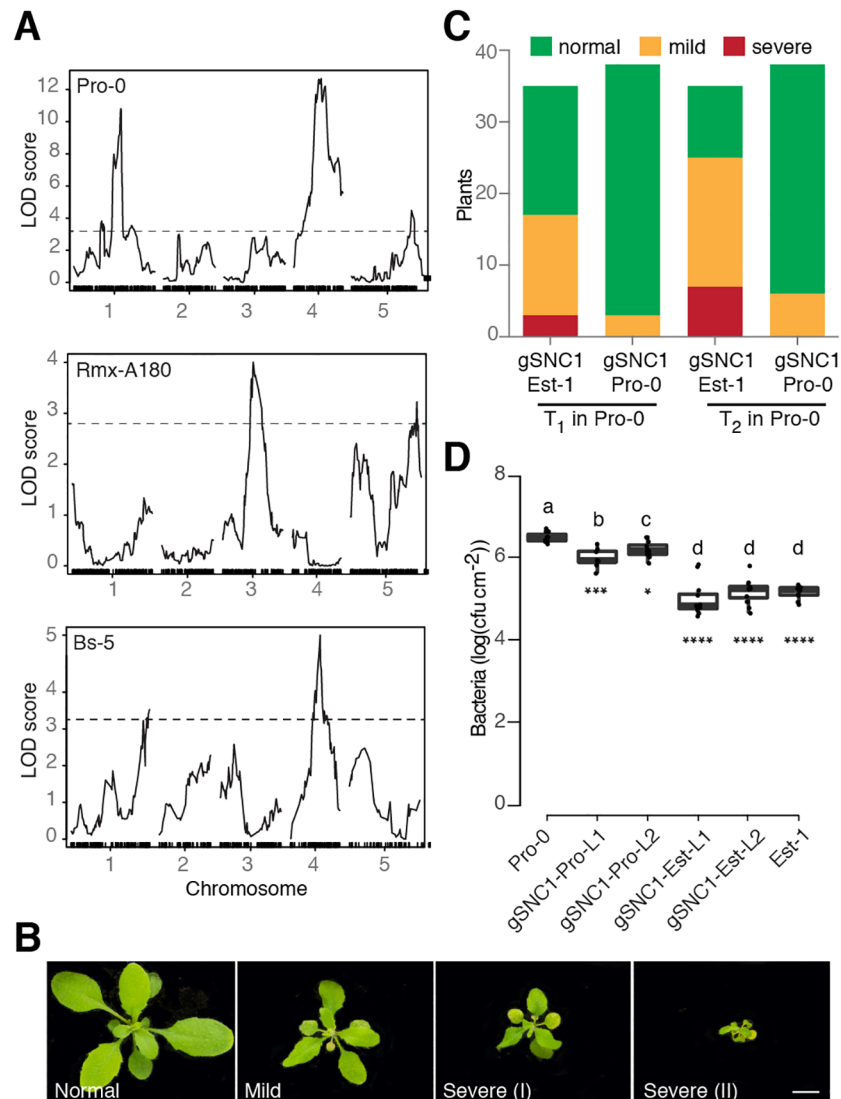 A
Pro-0
LOD score
12
10
8
6
4
2
0
1 2 3 4 5
Rmx-A180
LOD score
4
3
2
1
0
1 2 3 4 5
Bs-5
LOD score
5
4
3
2
1
0
1 2 3 4 5
Chromosome
C
normal mild severe
Plants
40
30
20
10
0
gSNC1 gSNC1 gSNC1 gSNC1
Est-1 Pro-0 Est-1 Pro-0
T1 in Pro-0 T2 in Pro-0
D
Bacteria (log(cfu cm-2))
8
6
4
2
0
a b c d d d
*** * **** **** ****
Pro-0
gSNC1-Pro-L1
gSNC1-Pro-L2
gSNC1-Est-L1
gSNC1-Est-L2
Est-1
B
Normal Mild Severe (I) Severe (II)